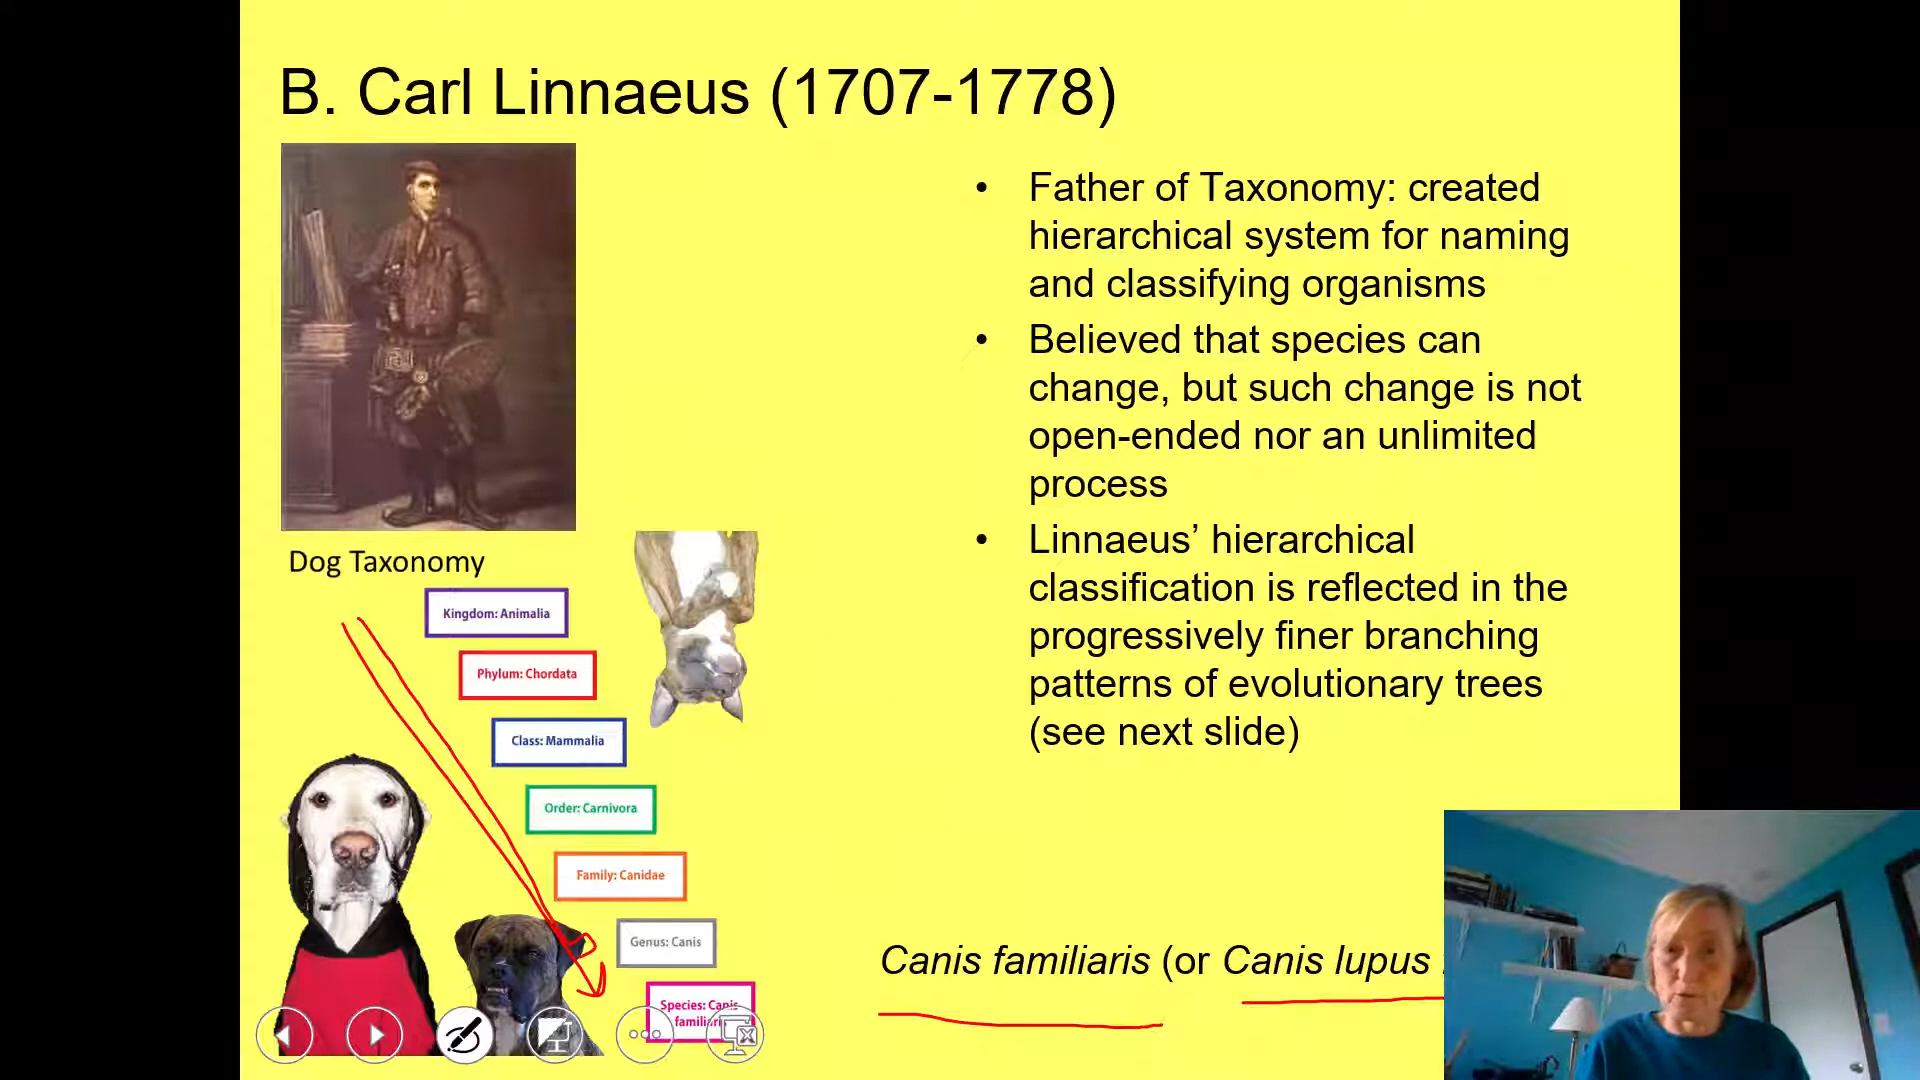 B. Carl Linnaeus (1707-1778)
• Father of Taxonomy: created
hierarchical system for naming
and classifying organisms
• Believed that species can
change, but such change is not
open-ended nor an unlimited
process
• Linnaeus’ hierarchical
classification is reflected in the
progressively finer branching
patterns of evolutionary trees
(see next slide)
Dog Taxonomy
Kingdom: Animalia
Phylum: Chordata
Class: Mammalia
Order: Carnivora
Family: Canidae
Genus: Canis
Species: Canis
familiaris
Canis familiaris (or Canis lupus